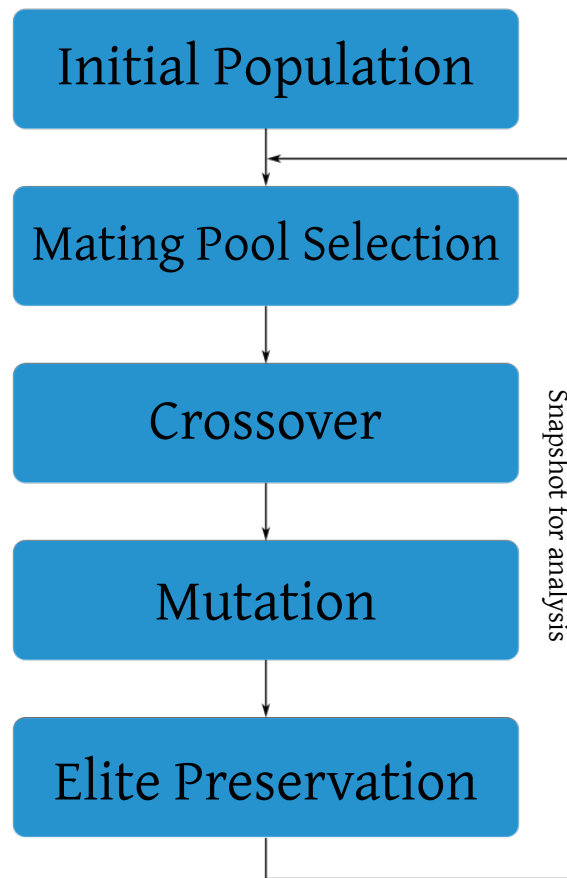 Initial Population
Mating Pool Selection
Crossover
Mutation
Elite Preservation
Snapshot for analysis